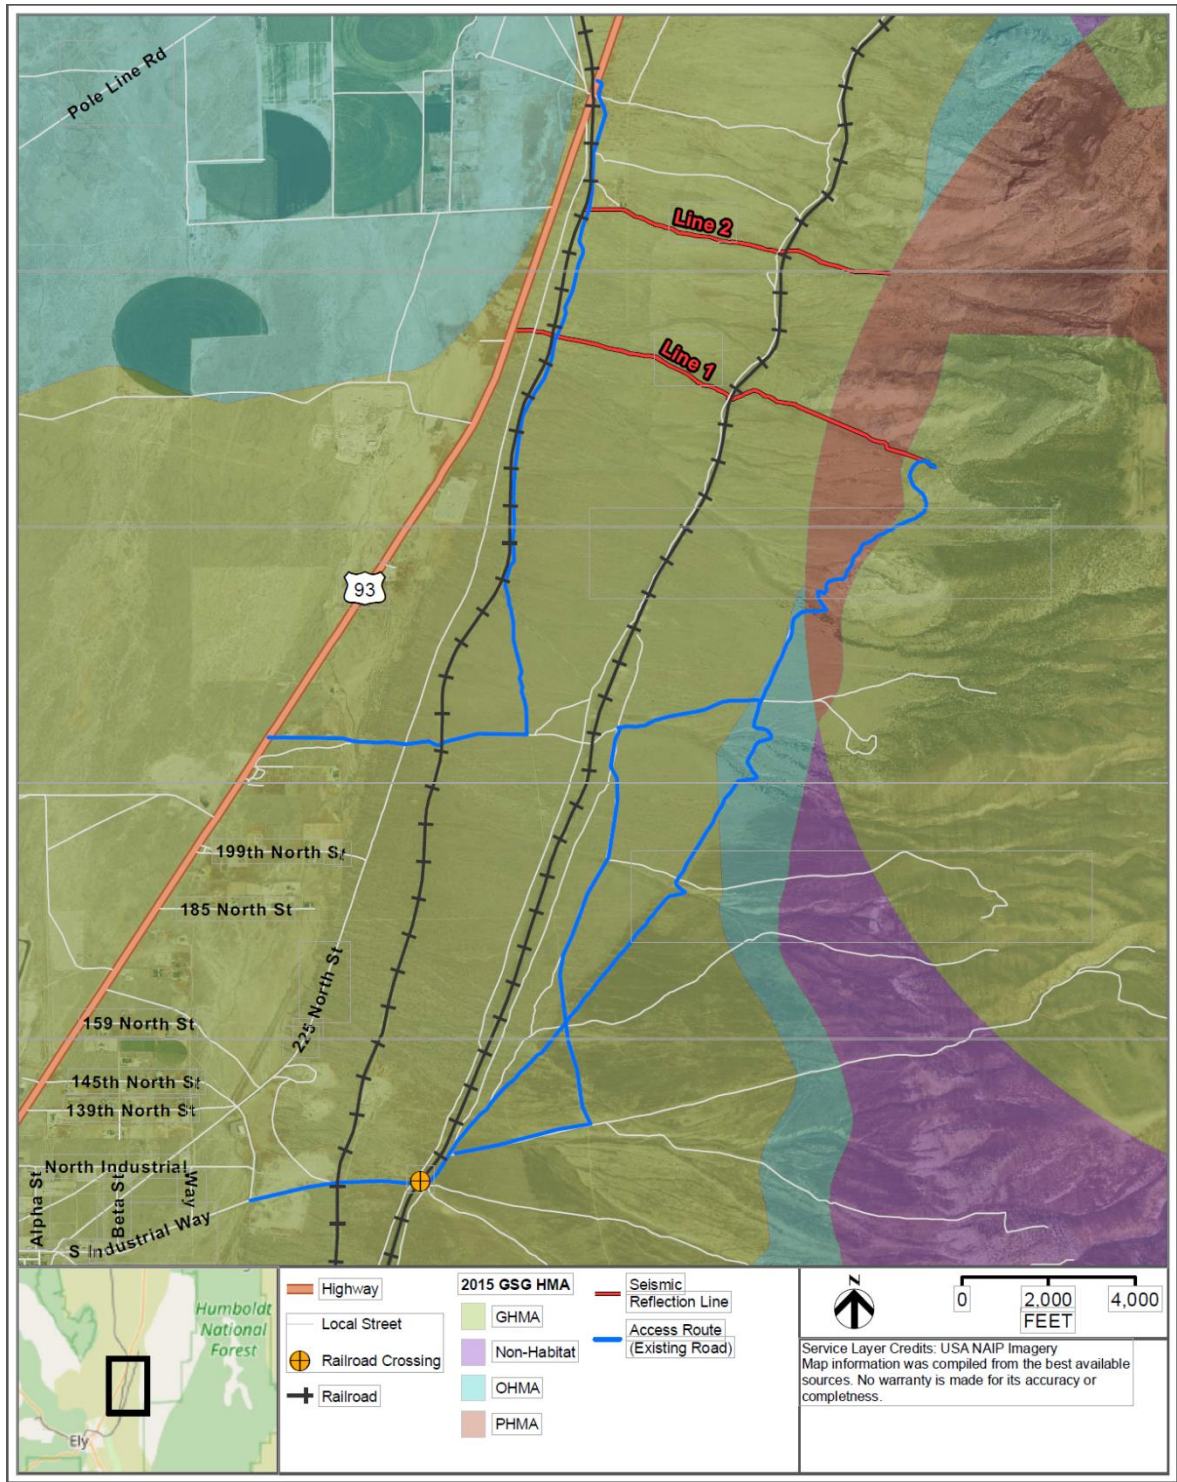 Pole Line Rd
Line 2
Line 1
93
199th North St
185 North St
225 North St
159 North St
145th North St
139th North St
North Industrial
Way
Alpha St
Beta St
S Industrial Way
Humboldt
National
Forest
Ely
Highway
Local Street
Railroad Crossing
Railroad
2015 GSG HMA
GHMA
Non-Habitat
OHMA
PHMA
Seismic
Reflection Line
Access Route
(Existing Road)
N
0 2,000 4,000
FEET
Service Layer Credits: USA NAIP Imagery
Map information was compiled from the best available
sources. No warranty is made for its accuracy or
completness.